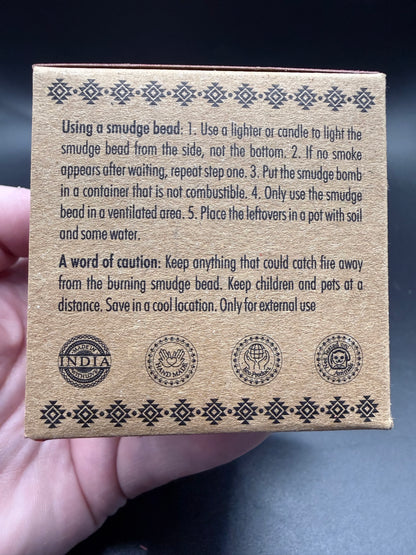 Using a smudge bead: 1. Use a lighter or candle to light the
smudge bead from the side, not the bottom. 2. If no smoke
appears after waiting, repeat step one. 3. Put the smudge bomb
in a container that is not combustible. 4. Only use the smudge
bead in a ventilated area. 5. Place the leftovers in a pot with soil
and some water.
A word of caution: Keep anything that could catch fire away
from the burning smudge bead. Keep children and pets at a
distance. Save in a cool location. Only for external use
MADE IN
INDIA
HAND MADE